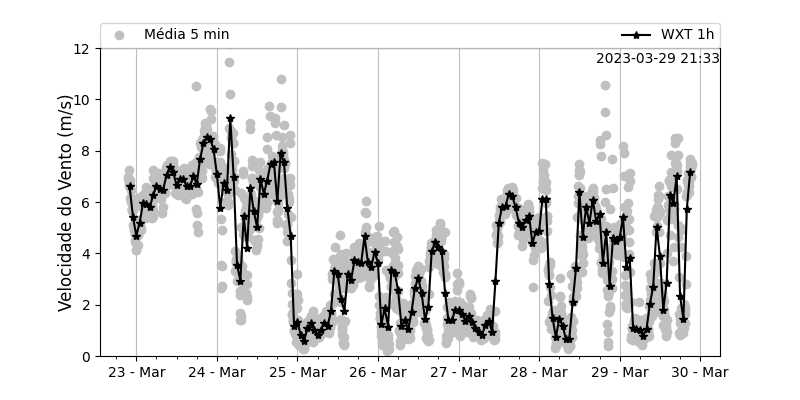 Média 5 min
WXT 1h
2023-03-29 21:33
Velocidade do Vento (m/s)
12
10
8
6
4
2
0
23 - Mar
24 - Mar
25 - Mar
26 - Mar
27 - Mar
28 - Mar
29 - Mar
30 - Mar